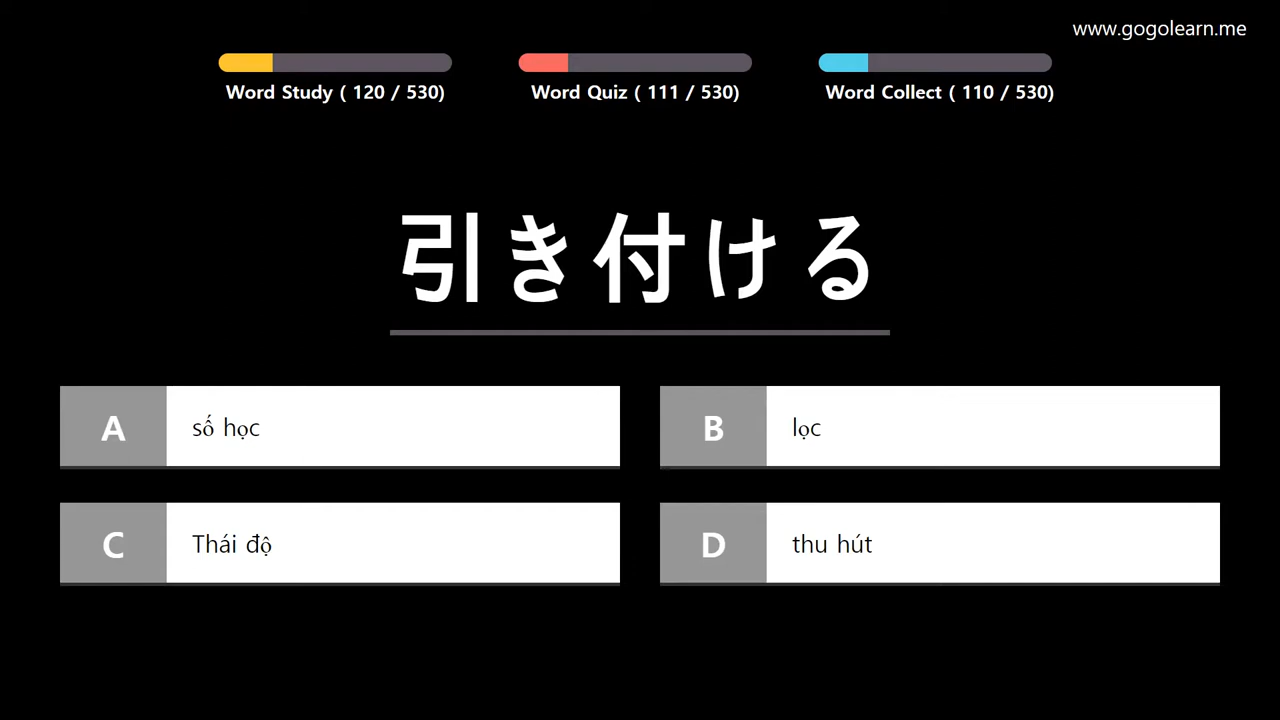 www.gogolearn.me
Word Study ( 120 / 530)
Word Quiz ( 111 / 530)
Word Collect ( 110 / 530)
引き付ける
A
số học
B
lọc
C
Thái độ
D
thu hút